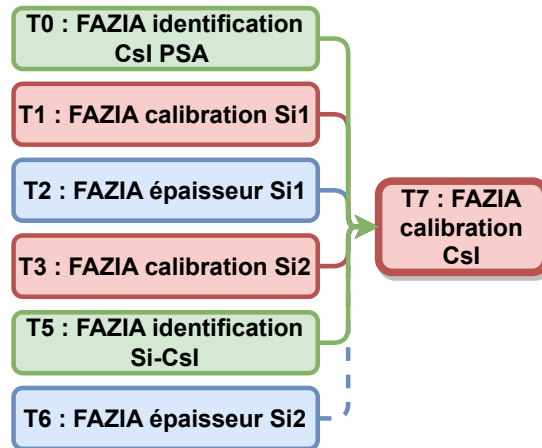 T0 : FAZIA identification
CsI PSA
T1 : FAZIA calibration Si1
T2 : FAZIA épaisseur Si1
T3 : FAZIA calibration Si2
T5 : FAZIA identification
Si-CsI
T6 : FAZIA épaisseur Si2
T7 : FAZIA
calibration
CsI